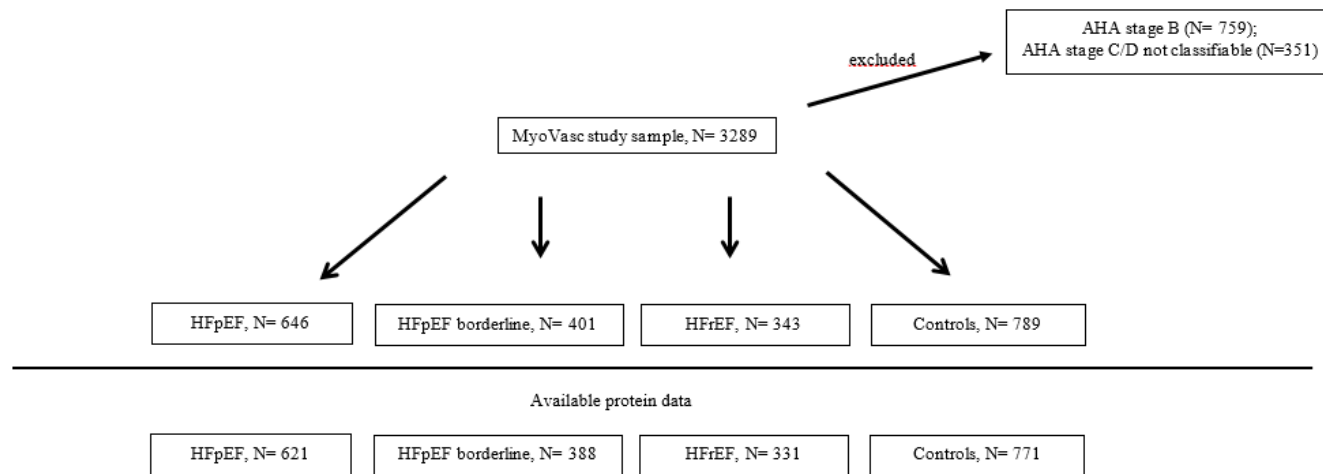 AHA stage B (N= 759);
AHA stage C/D not classifiable (N=351)
excluded
MyoVasc study sample, N= 3289
HFpEF, N= 646
HFpEF borderline, N= 401
HFrEF, N= 343
Controls, N= 789
Available protein data
HFpEF, N= 621
HFpEF borderline, N= 388
HFrEF, N= 331
Controls, N= 771